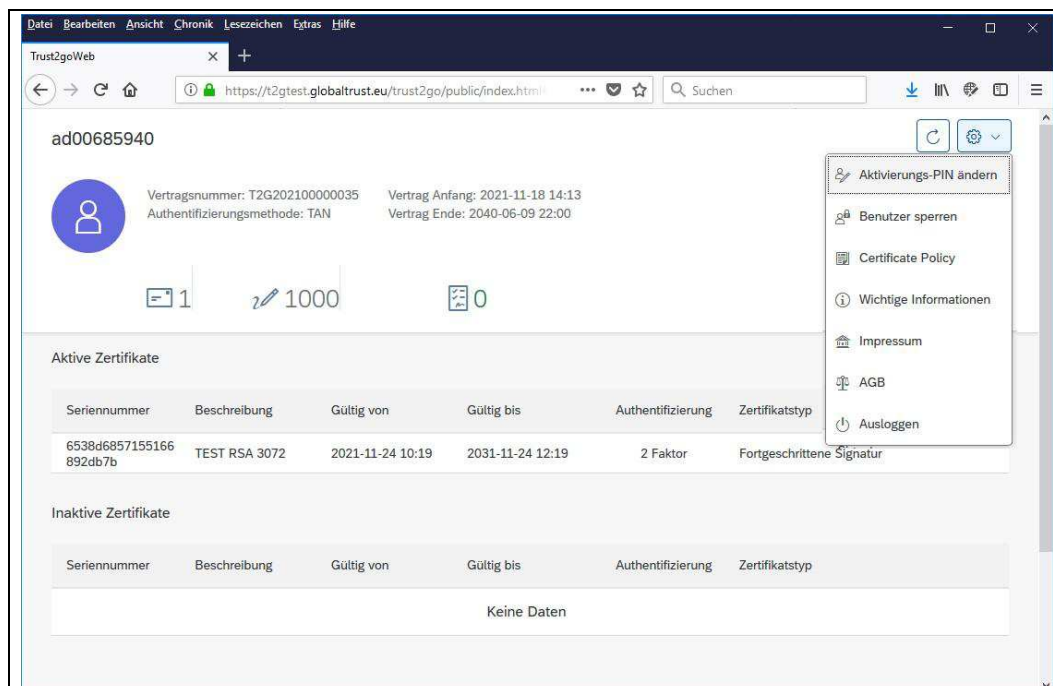 Datei Bearbeiten Ansicht Chronik Lesezeichen Extras Hilfe
Trust2goWeb
https://t2gtest.globaltrust.eu/trust2go/public/index.html
Suchen
ad00685940
Vertragsnummer: T2G202100000035 Vertrag Anfang: 2021-11-18 14:13
Authentifizierungsmethode: TAN Vertrag Ende: 2040-06-09 22:00
1 1000 0
Aktivierungs-PIN ändern
Benutzer sperren
Certificate Policy
Wichtige Informationen
Impressum
AGB
Ausloggen
Aktive Zertifikate
Seriennummer Beschreibung Gültig von Gültig bis Authentifizierung Zertifikatstyp
6538d6857155166
892db7b TEST RSA 3072 2021-11-24 10:19 2031-11-24 12:19 2 Faktor Fortgeschrittene Signatur
Inaktive Zertifikate
Seriennummer Beschreibung Gültig von Gültig bis Authentifizierung Zertifikatstyp
Keine Daten